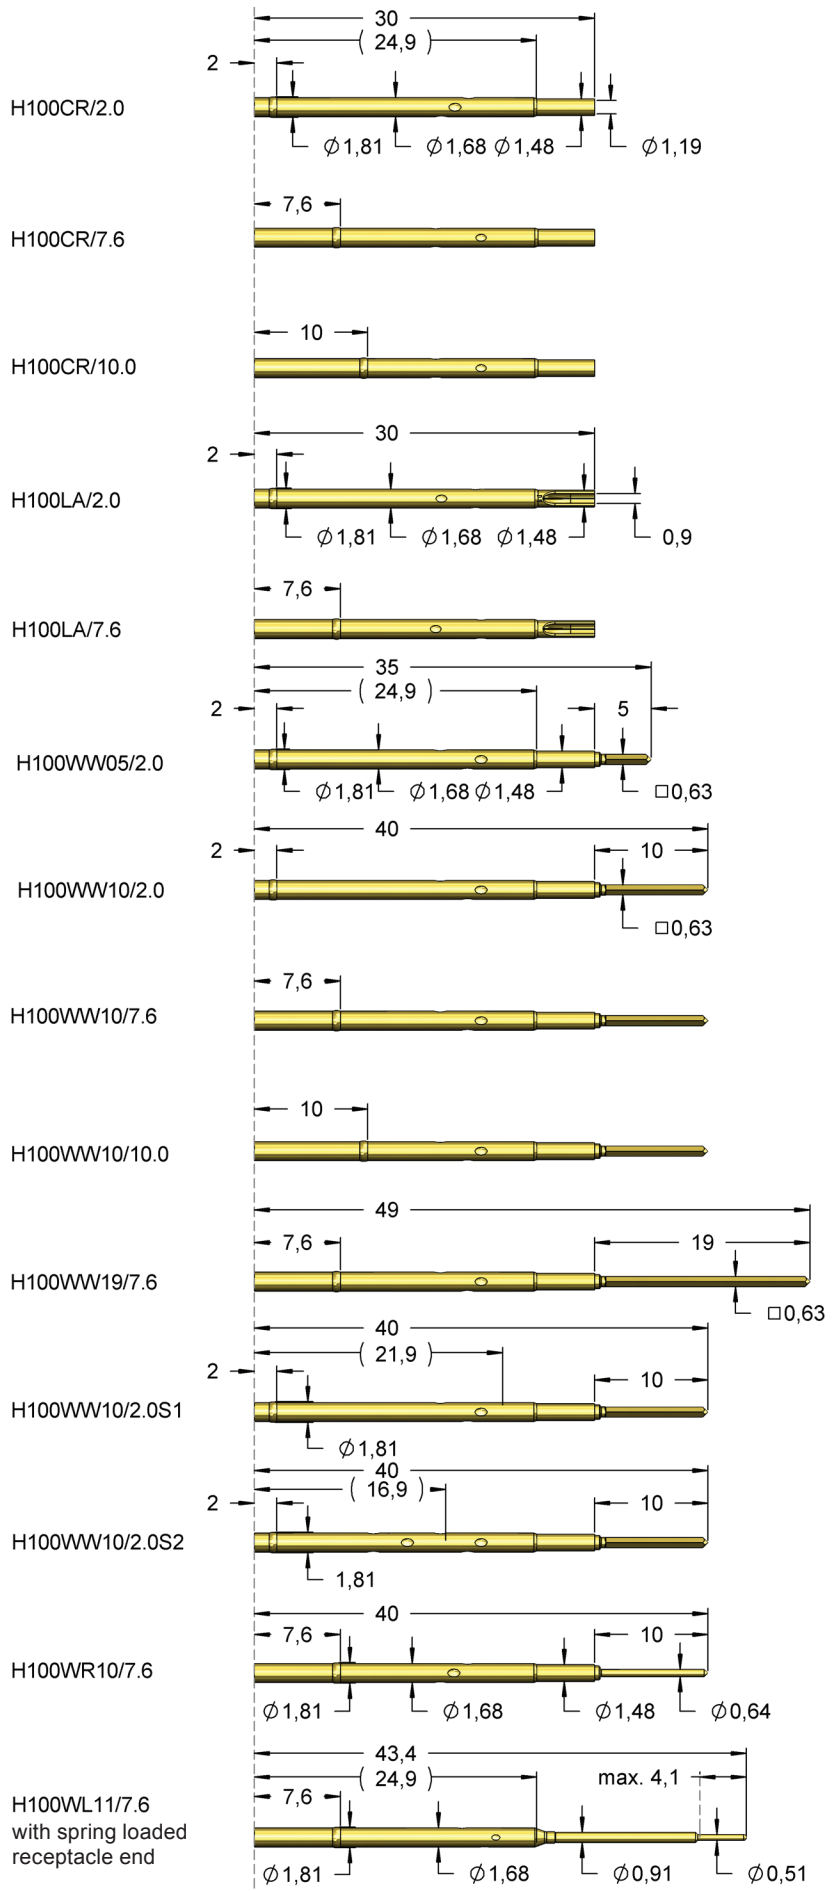 30
( 24,9 )
2
H100CR/2.0
Ø1,81
Ø1,68
Ø1,48
Ø1,19
7,6
H100CR/7.6
10
H100CR/10.0
30
2
H100LA/2.0
Ø1,81
Ø1,68
Ø1,48
0,9
7,6
H100LA/7.6
35
( 24,9 )
2
5
H100WW05/2.0
Ø1,81
Ø1,68
Ø1,48
□0,63
40
2
10
H100WW10/2.0
□0,63
7,6
H100WW10/7.6
10
H100WW10/10.0
49
7,6
19
H100WW19/7.6
□0,63
40
( 21,9 )
2
10
H100WW10/2.0S1
Ø1,81
40
( 16,9 )
2
10
H100WW10/2.0S2
1,81
40
7,6
10
H100WR10/7.6
Ø1,81
Ø1,68
Ø1,48
Ø0,64
43,4
( 24,9 )
max. 4,1
7,6
H100WL11/7.6
with spring loaded
receptacle end
Ø1,81
Ø1,68
Ø0,91
Ø0,51